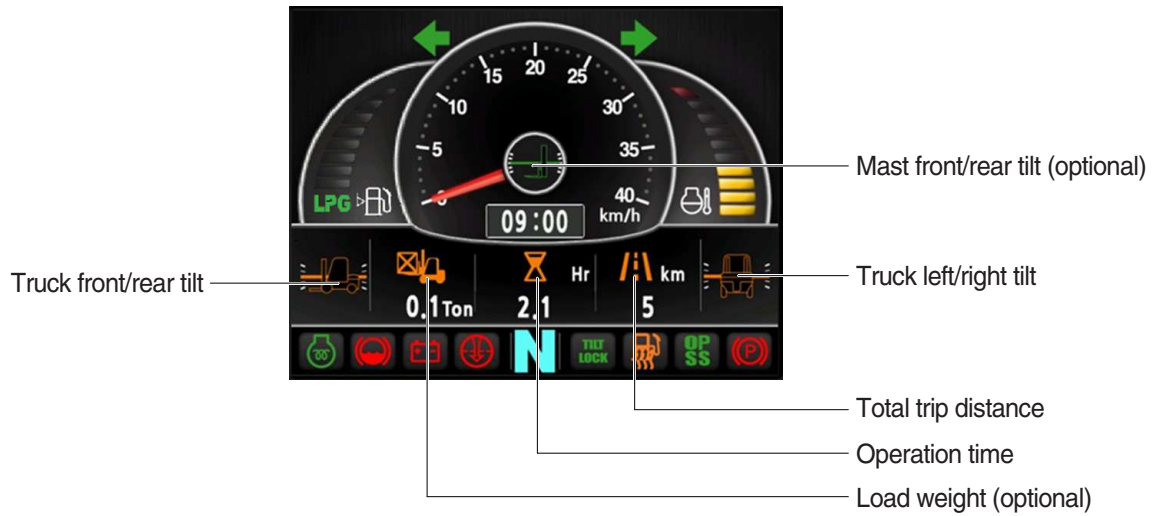 20
15
25
10
30
5
35
Mast front/rear tilt (optional)
LPG
0
40
km/h
09:00
Truck front/rear tilt
Hr
km
Truck left/right tilt
0.1 Ton
2.1
5
N
TILT
LOCK
OP
SS
P
Total trip distance
Operation time
Load weight (optional)